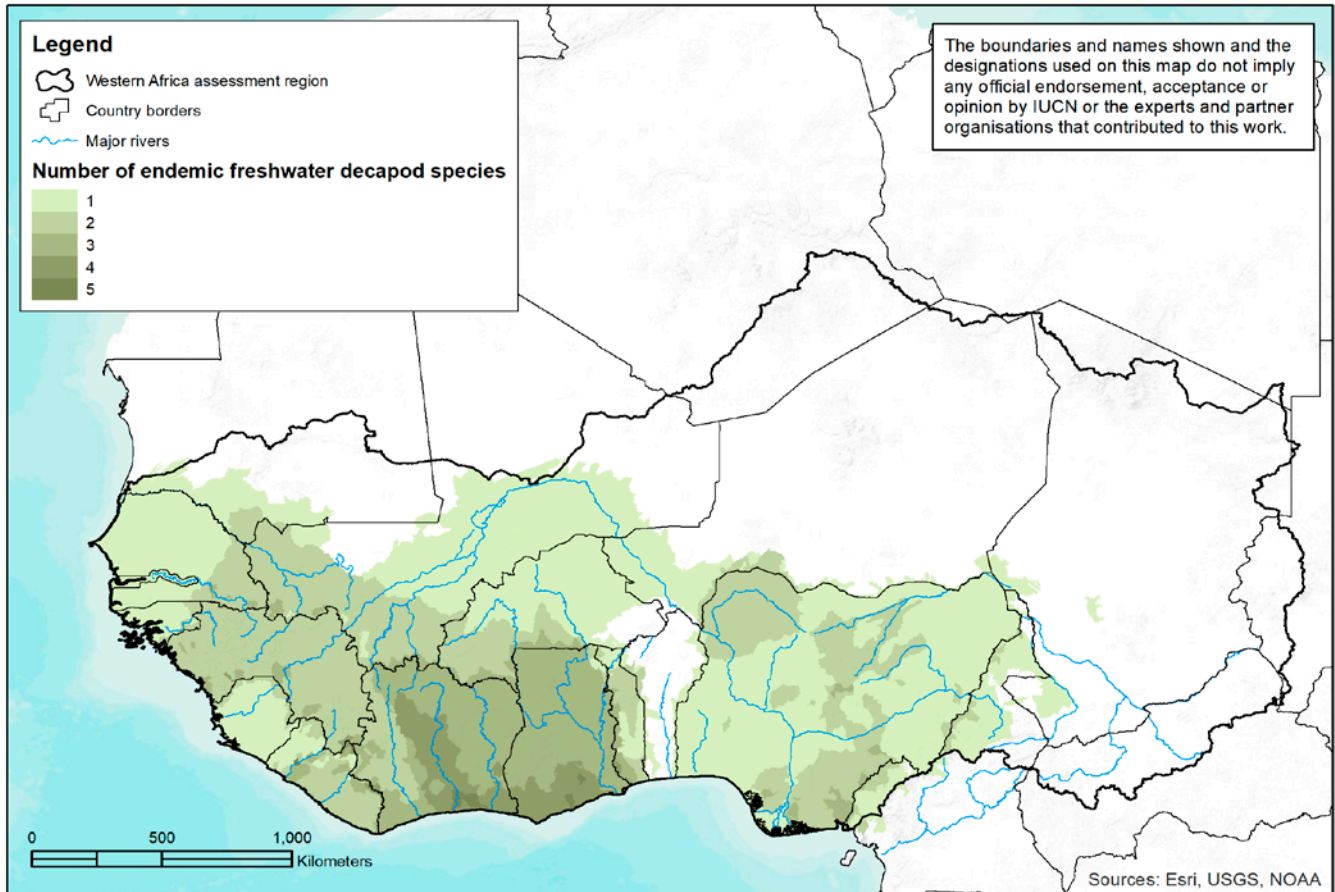 Legend
Western Africa assessment region
Country borders
Major rivers
Number of endemic freshwater decapod species
1
2
3
4
5
The boundaries and names shown and the
designations used on this map do not imply
any official endorsement, acceptance or
opinion by IUCN or the experts and partner
organisations that contributed to this work.
0 500 1,000
Kilometers
Sources: Esri, USGS, NOAA